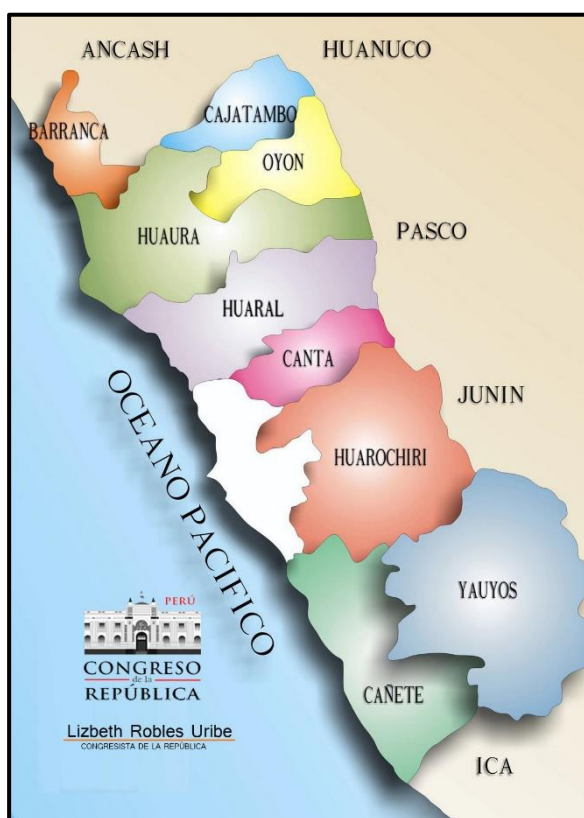 ANCASH
HUANUCO
CAJATAMBO
BARRANCA
OYON
HUAURA
PASCO
HUARAL
CANTA
JUNIN
HUAROCHIRI
OCEANO PACIFICO
YAUYOS
PERÚ
CONGRESO
de la
REPÚBLICA
CAÑETE
Lizbeth Robles Uribe
CONGRESISTA DE LA REPÚBLICA
ICA